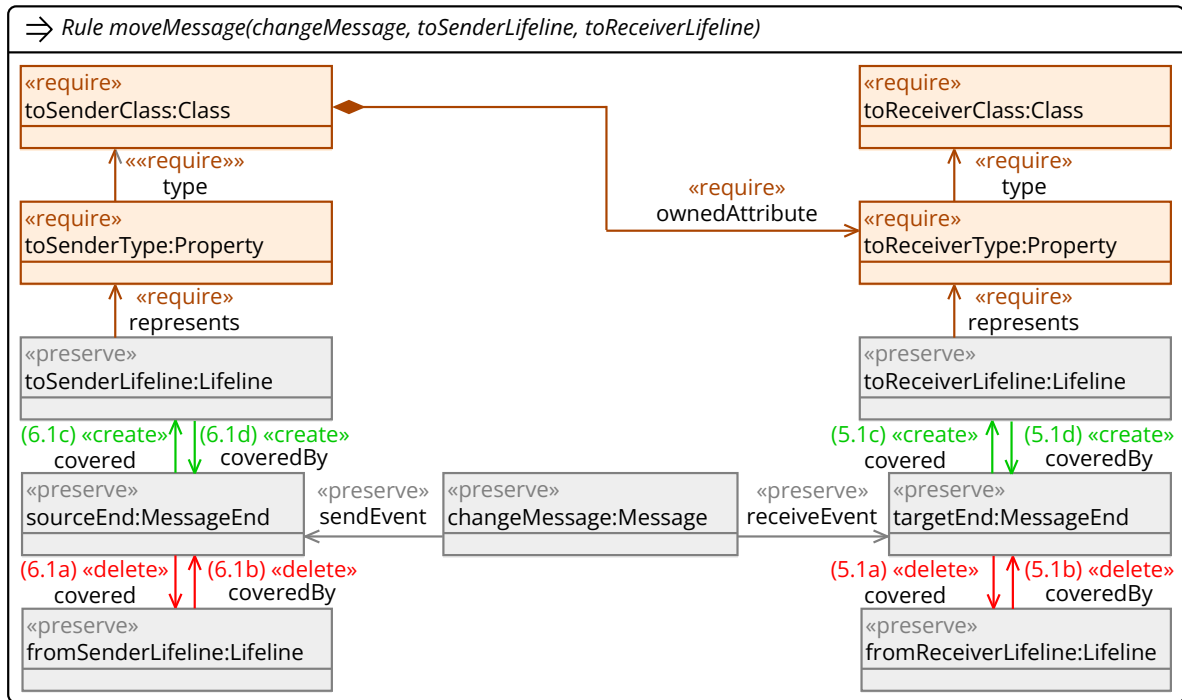 Rule moveMessage(changeMessage, toSenderLifeline, toReceiverLifeline)
«require»
toSenderClass:Class
«require»
toReceiverClass:Class
««require»»
type
«require»
type
«require»
ownedAttribute
«require»
toSenderType:Property
«require»
toReceiverType:Property
«require»
represents
«require»
represents
«preserve»
toSenderLifeline:Lifeline
«preserve»
toReceiverLifeline:Lifeline
(6.1c) «create»
covered
(6.1d) «create»
coveredBy
(5.1c) «create»
covered
(5.1d) «create»
coveredBy
«preserve»
sourceEnd:MessageEnd
«preserve»
sendEvent
«preserve»
changeMessage:Message
«preserve»
receiveEvent
«preserve»
targetEnd:MessageEnd
(6.1a) «delete»
covered
(6.1b) «delete»
coveredBy
(5.1a) «delete»
covered
(5.1b) «delete»
coveredBy
«preserve»
fromSenderLifeline:Lifeline
«preserve»
fromReceiverLifeline:Lifeline